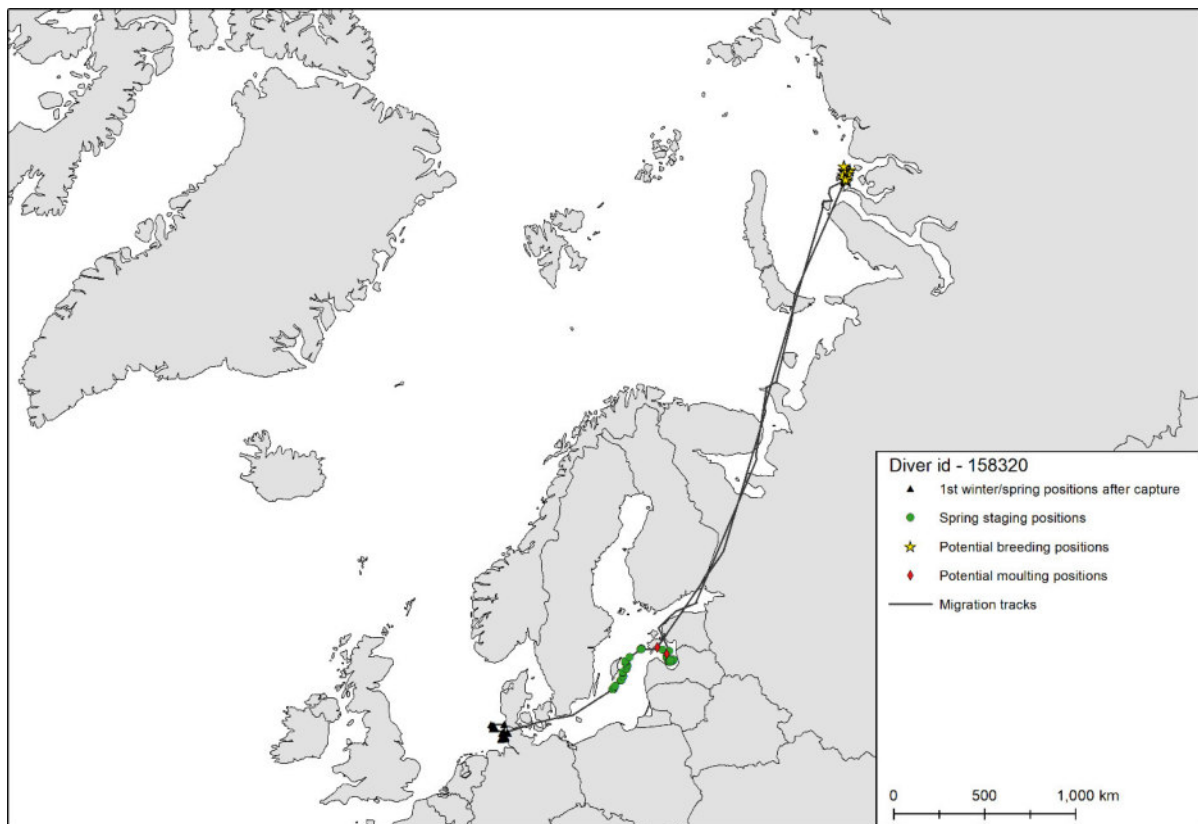 Diver id - 158320
1st winter/spring positions after capture
Spring staging positions
Potential breeding positions
Potential moulting positions
Migration tracks
0 500 1,000 km